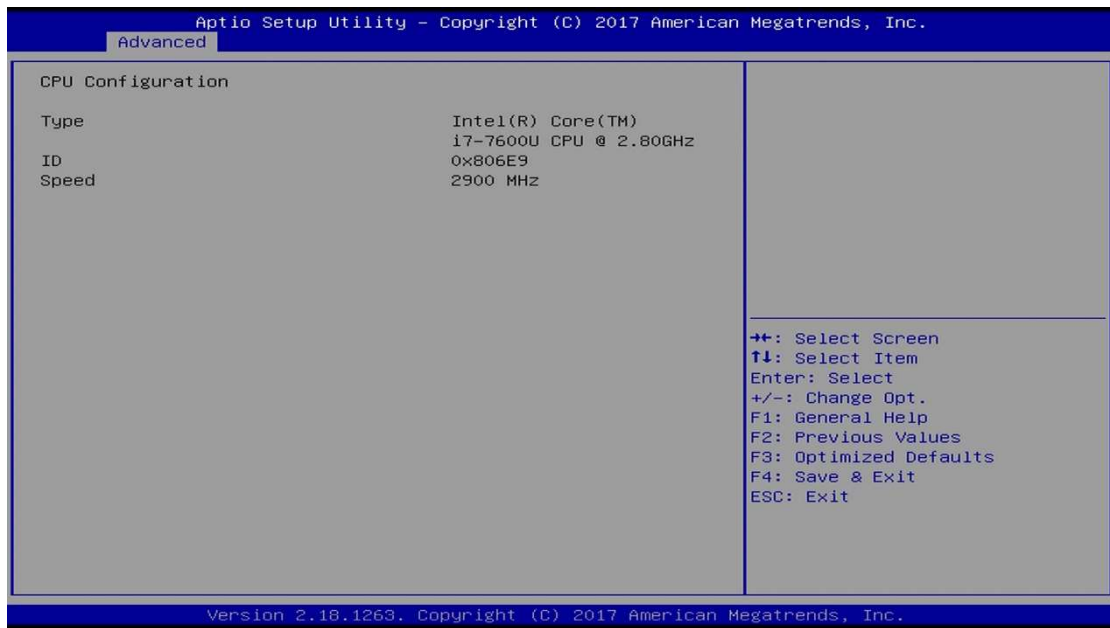 Aptio Setup Utility – Copyright (C) 2017 American Megatrends, Inc.
Advanced
CPU Configuration
Type Intel(R) Core(TM)
i7-7600U CPU @ 2.80GHz
ID 0x806E9
Speed 2900 MHz
→←: Select Screen
↑↓: Select Item
Enter: Select
+/-: Change Opt.
F1: General Help
F2: Previous Values
F3: Optimized Defaults
F4: Save & Exit
ESC: Exit
Version 2.18.1263. Copyright (C) 2017 American Megatrends, Inc.